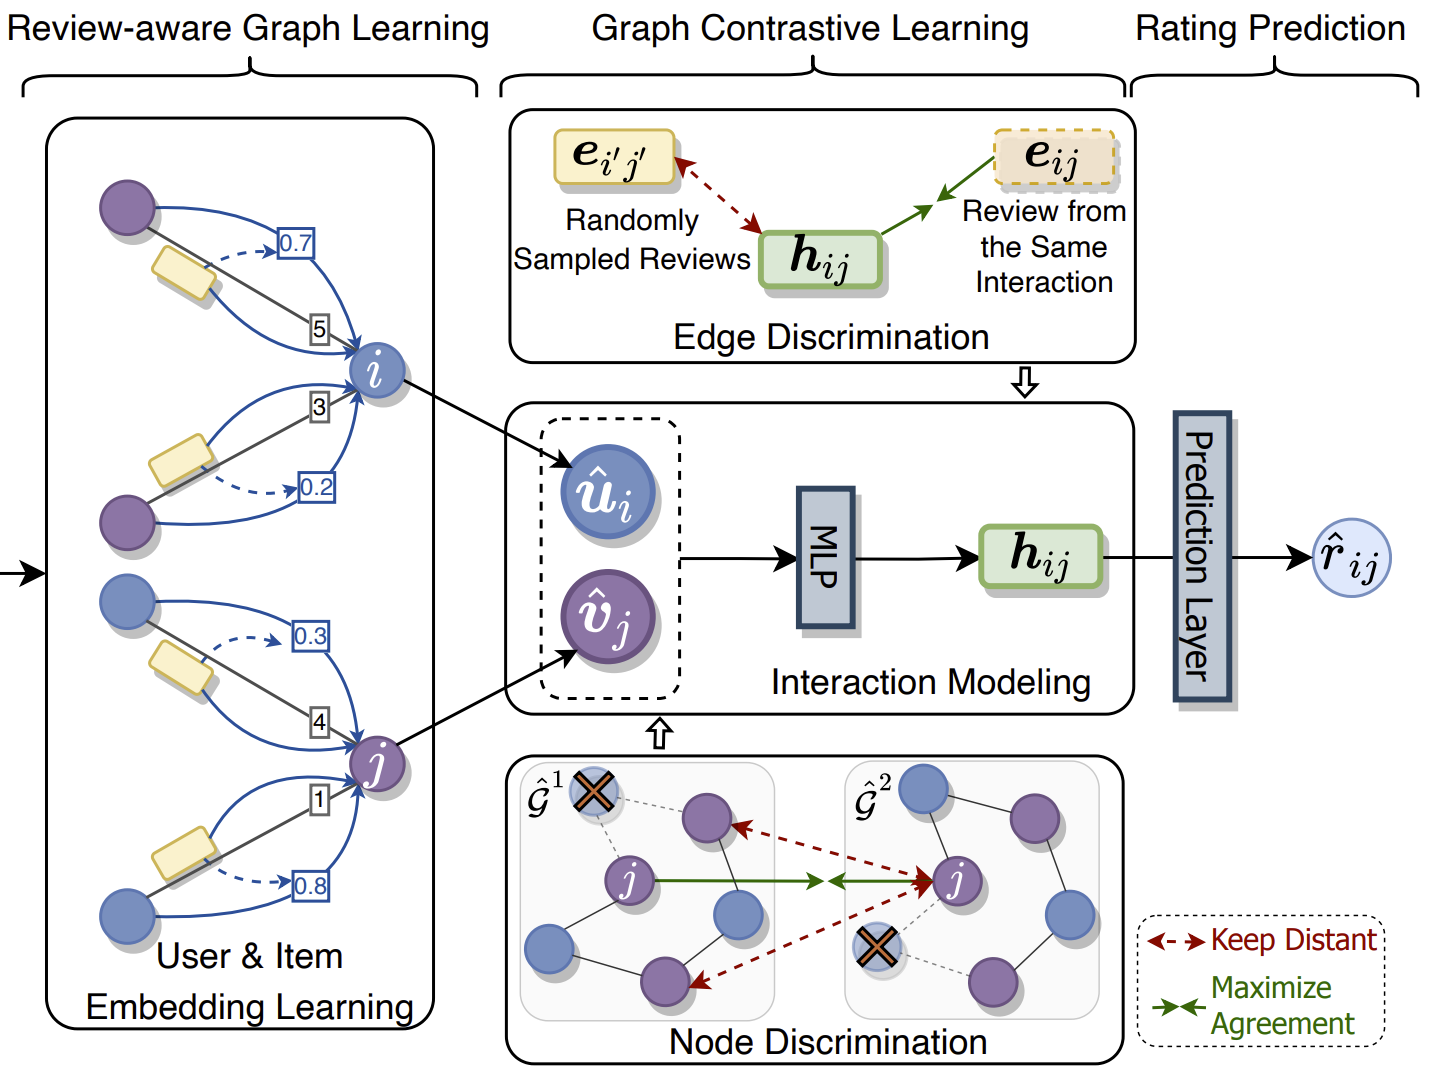 Review-aware Graph Learning
Graph Contrastive Learning
Rating Prediction
0.7
5
i
3
0.2
0.3
4
j
1
0.8
User & Item
Embedding Learning
e_{i'j'}
Randomly
Sampled Reviews
h_{ij}
e_{ij}
Review from
the Same
Interaction
Edge Discrimination
û_i
v̂_j
MLP
h_{ij}
Interaction Modeling
Prediction Layer
r̂_{ij}
Ĝ^1
j
Ĝ^2
j
Node Discrimination
Keep Distant
Maximize
Agreement